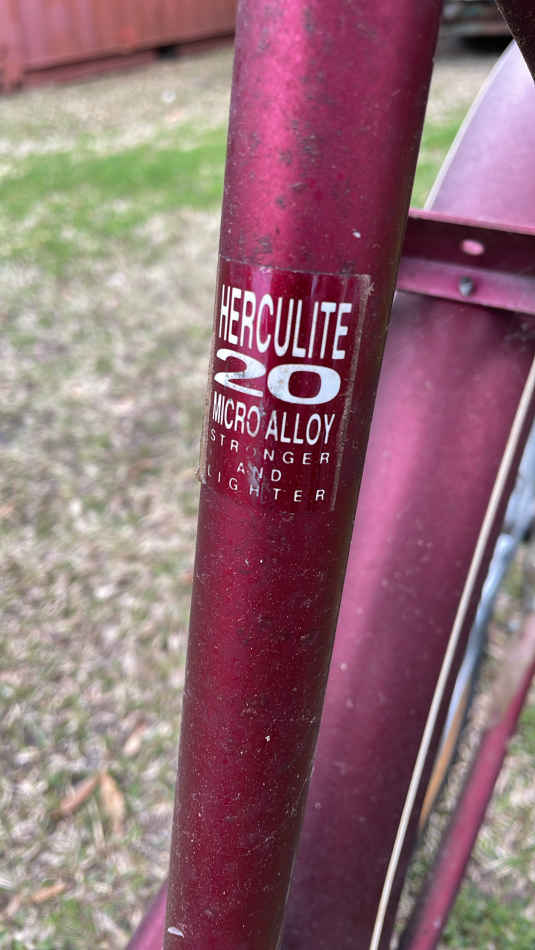 HERCULITE
20
MICRO ALLOY
STRONGER
AND
LIGHTER